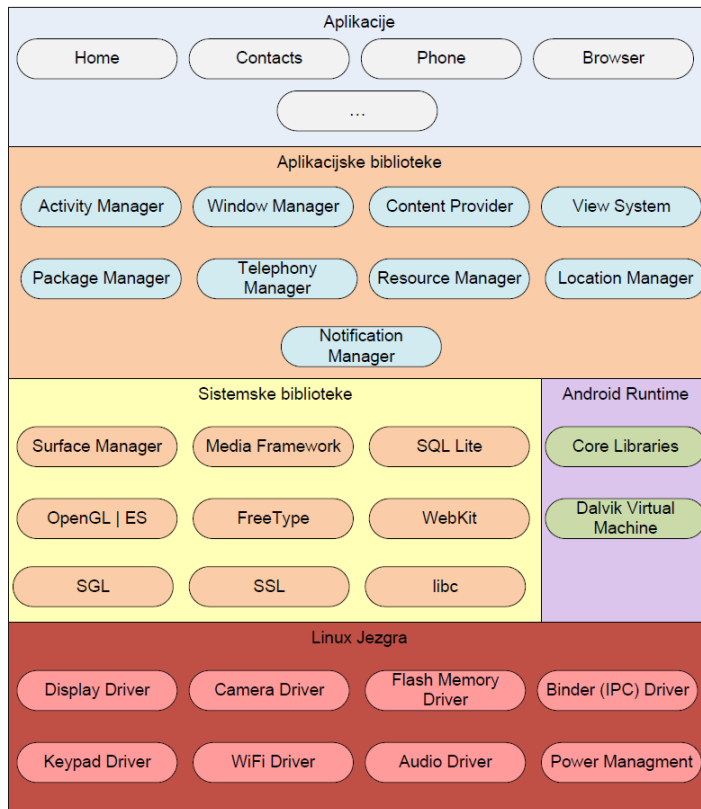 Aplikacije
Home
Contacts
Phone
Browser
...
Aplikacijske biblioteke
Activity Manager
Window Manager
Content Provider
View System
Package Manager
Telephony
Manager
Resource Manager
Location Manager
Notification
Manager
Sistemske biblioteke
Surface Manager
Media Framework
SQL Lite
OpenGL | ES
FreeType
WebKit
SGL
SSL
libc
Android Runtime
Core Libraries
Dalvik Virtual
Machine
Linux Jezgra
Display Driver
Camera Driver
Flash Memory
Driver
Binder (IPC) Driver
Keypad Driver
WiFi Driver
Audio Driver
Power Managment